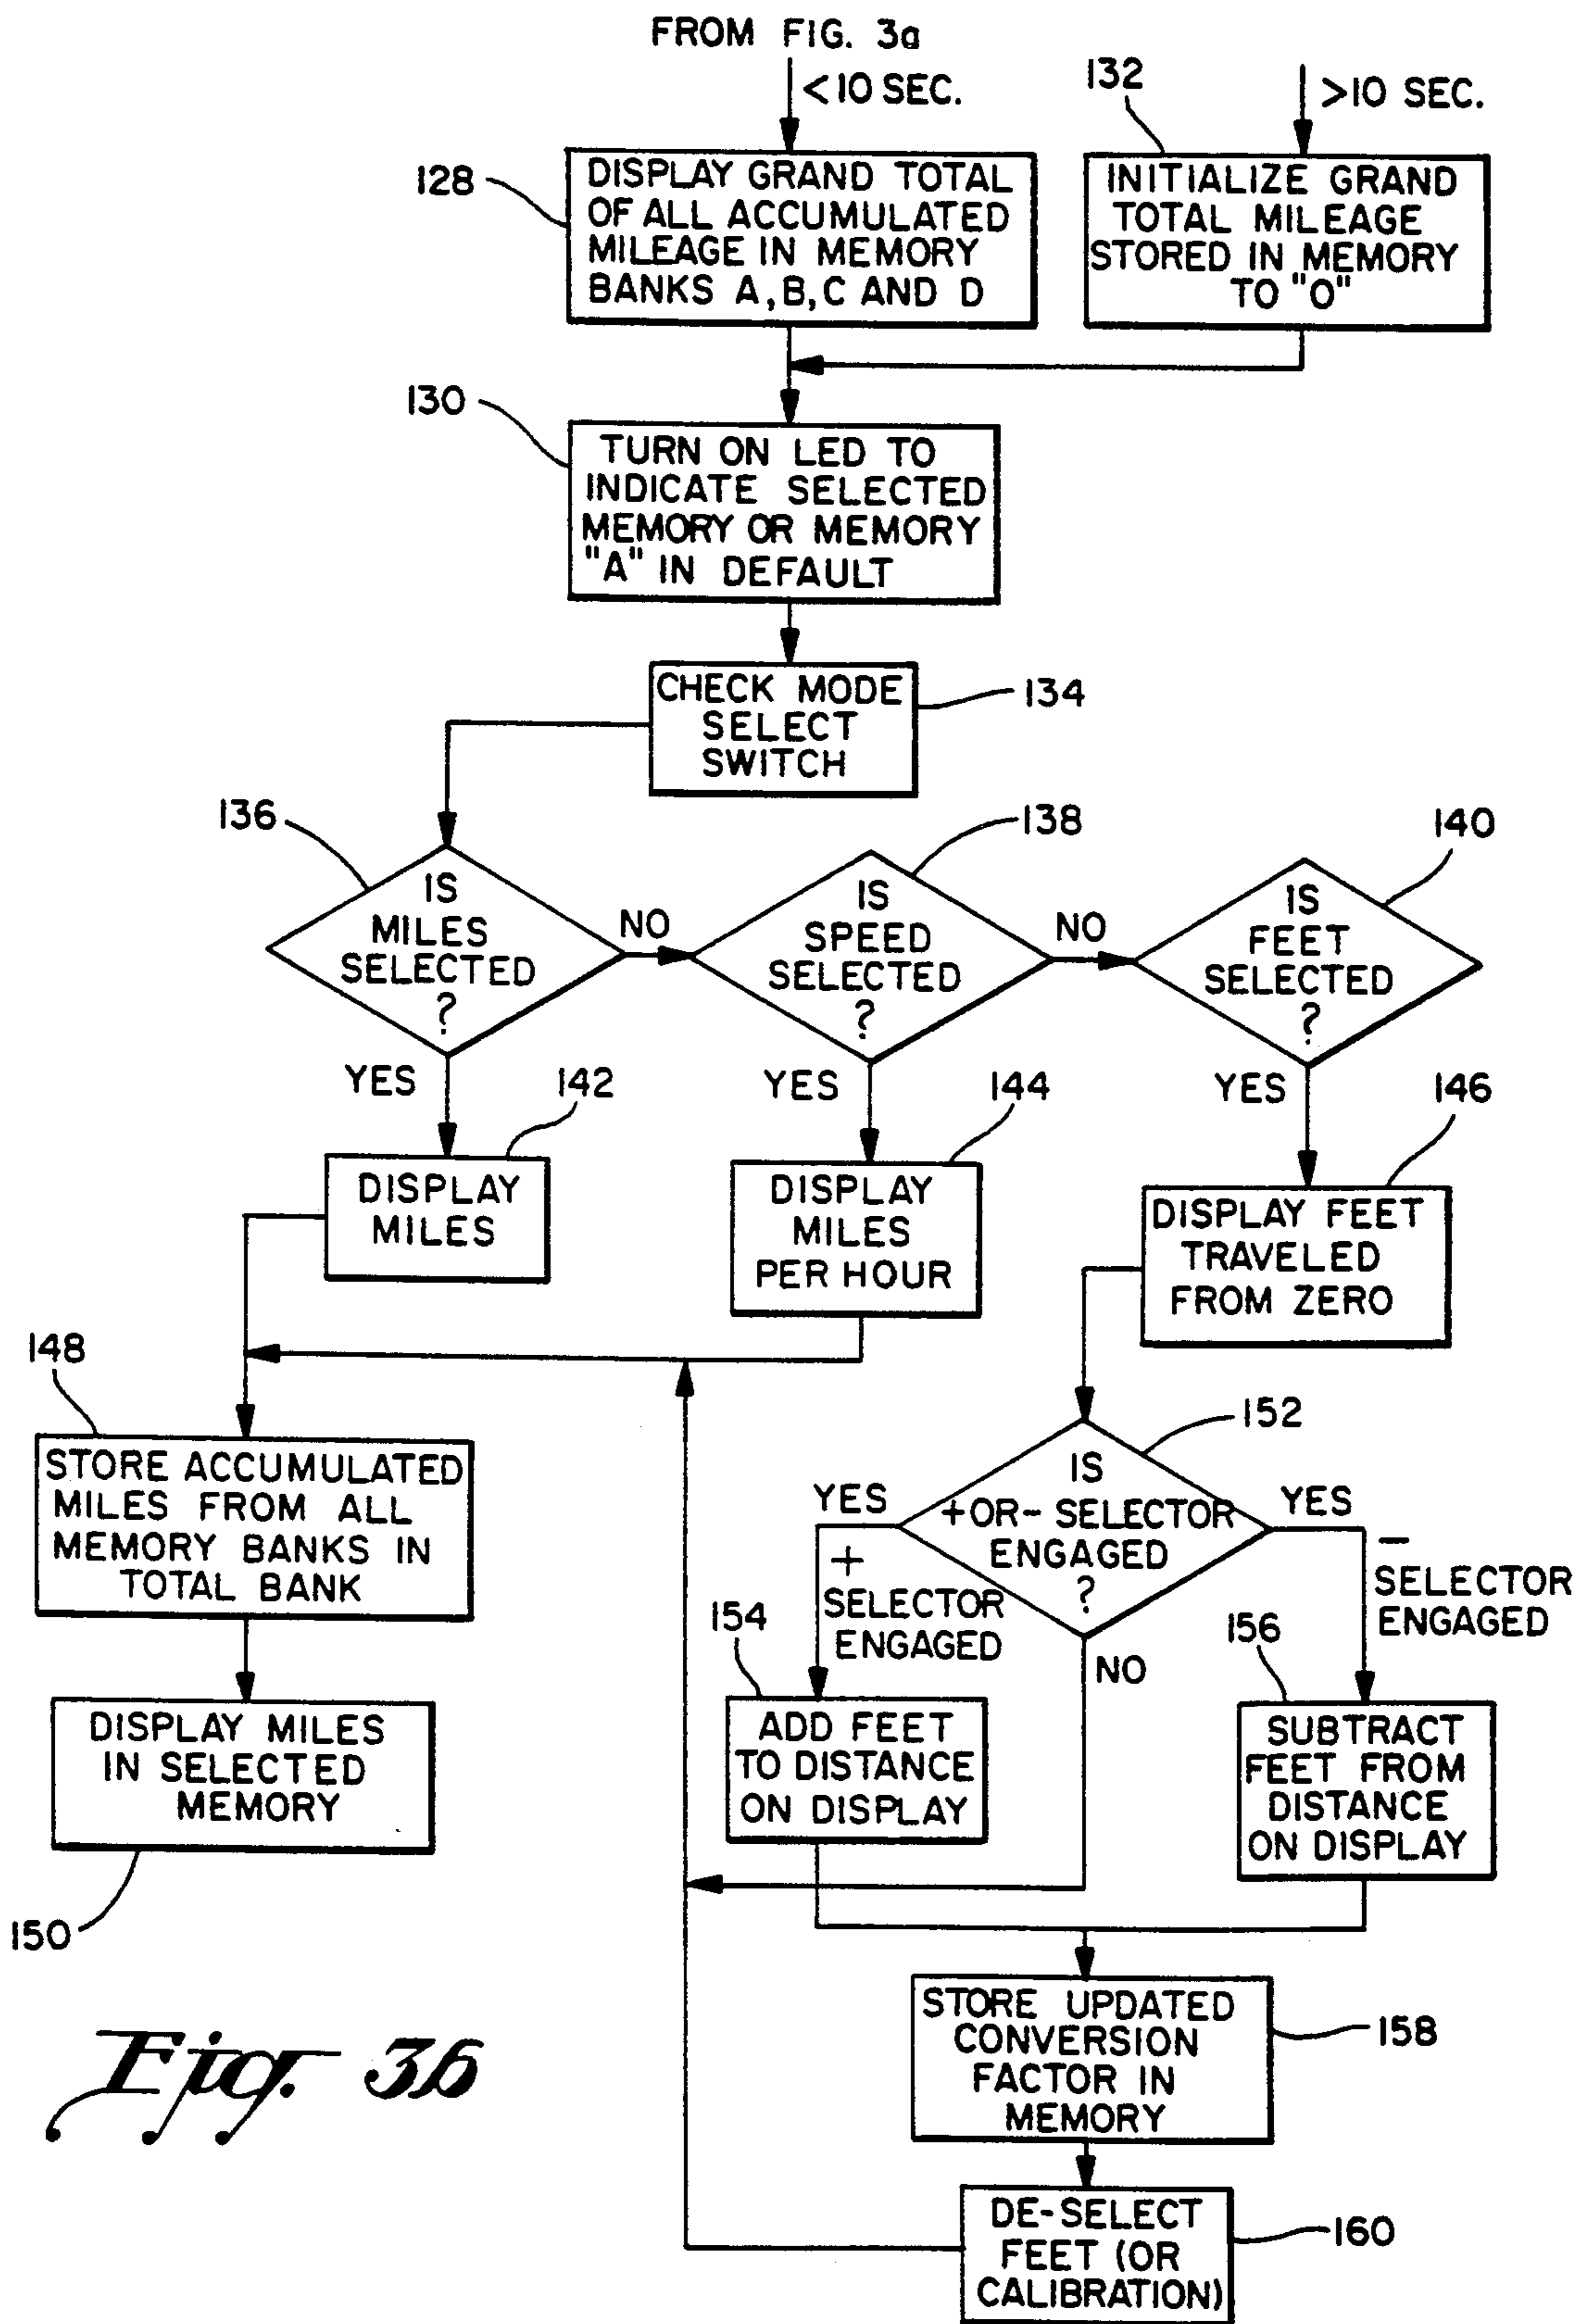 FROM FIG. 3a
<10 SEC.
132
>10 SEC.
128
DISPLAY GRAND TOTAL
OF ALL ACCUMULATED
MILEAGE IN MEMORY
BANKS A, B, C AND D
INITIALIZE GRAND
TOTAL MILEAGE
STORED IN MEMORY
TO "O"
130
TURN ON LED TO
INDICATE SELECTED
MEMORY OR MEMORY
"A" IN DEFAULT
CHECK MODE
SELECT
SWITCH
134
136
IS
MILES
SELECTED
?
NO
138
IS
SPEED
SELECTED
?
NO
140
IS
FEET
SELECTED
?
YES
142
YES
144
YES
146
DISPLAY
MILES
DISPLAY
MILES
PER HOUR
DISPLAY FEET
TRAVELED
FROM ZERO
148
STORE ACCUMULATED
MILES FROM ALL
MEMORY BANKS IN
TOTAL BANK
152
IS
+ OR - SELECTOR
ENGAGED
?
YES
+
SELECTOR
ENGAGED
YES
-
SELECTOR
ENGAGED
NO
154
156
DISPLAY MILES
IN SELECTED
MEMORY
150
ADD FEET
TO DISTANCE
ON DISPLAY
SUBTRACT
FEET FROM
DISTANCE
ON DISPLAY
STORE UPDATED
CONVERSION
FACTOR IN
MEMORY
158
DE-SELECT
FEET (OR
CALIBRATION)
160
Fig. 3b